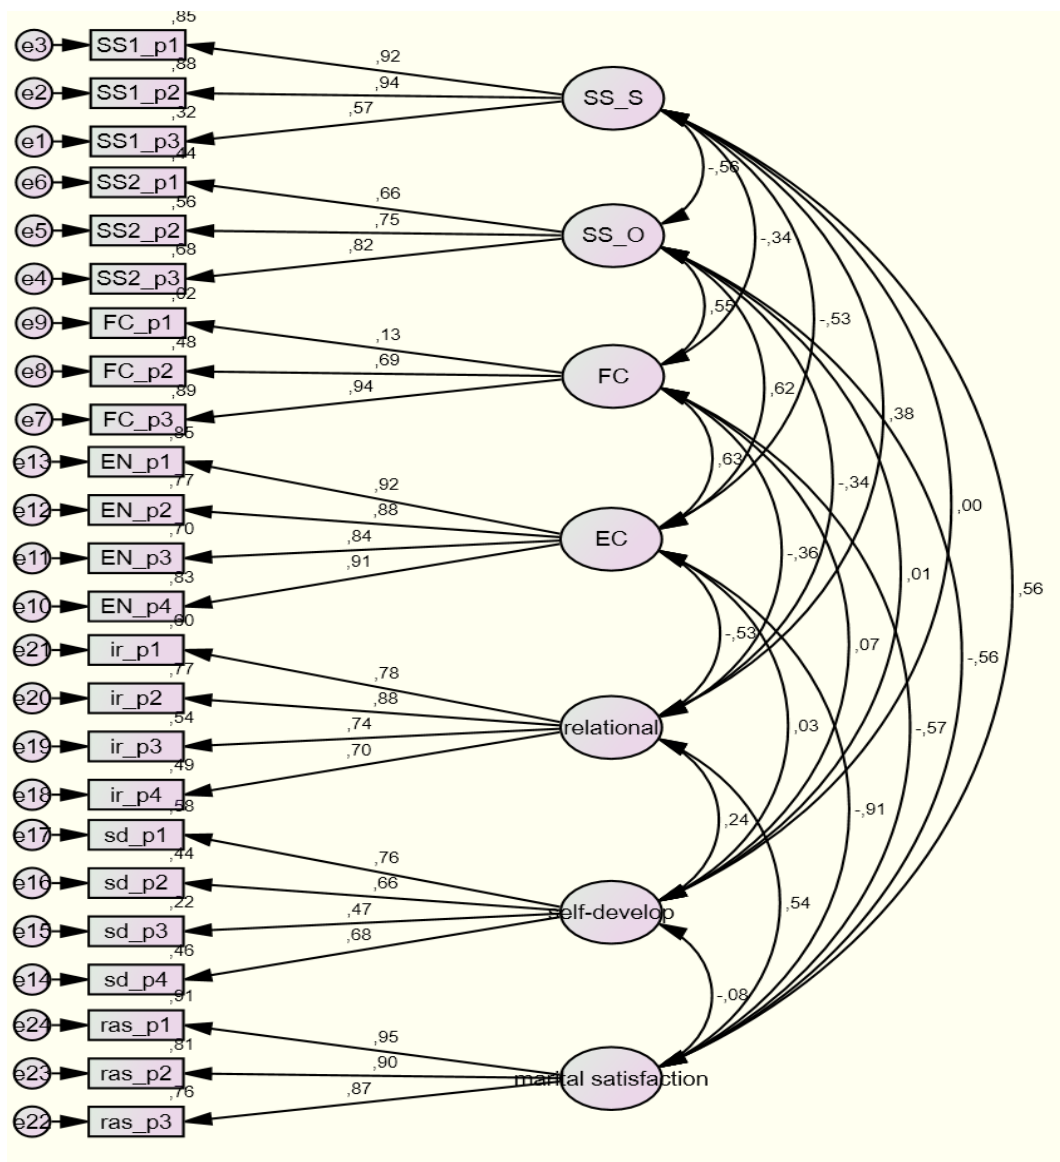 ,85
e3 SS1_p1
,92
,88
e2 SS1_p2
,94
SS_S
,32
,57
e1 SS1_p3
,44
e6 SS2_p1
-,56
,56
,66
e5 SS2_p2
,75
SS_O
-,34
,68
,82
e4 SS2_p3
,02
,55
e9 FC_p1
-,53
,48
,13
e8 FC_p2
,69
FC
,89
,94
,62
e7 FC_p3
,38
,85
e13 EN_p1
,63
,77
,92
-,34
e12 EN_p2
,88
,00
,70
,84
EC
e11 EN_p3
-,36
,83
,91
,01
e10 EN_p4
,56
,60
-,53
e21 ir_p1
,07
,77
,78
-,56
e20 ir_p2
,88
relational
,03
-,57
,54
,74
e19 ir_p3
,49
,70
e18 ir_p4
,58
-,91
e17 sd_p1
,24
,44
,76
e16 sd_p2
,66
,22
,47
self-develop
,54
e15 sd_p3
,46
,68
e14 sd_p4
,91
-,08
e24 ras_p1
,95
,81
e23 ras_p2
,90
marital satisfaction
,76
,87
e22 ras_p3